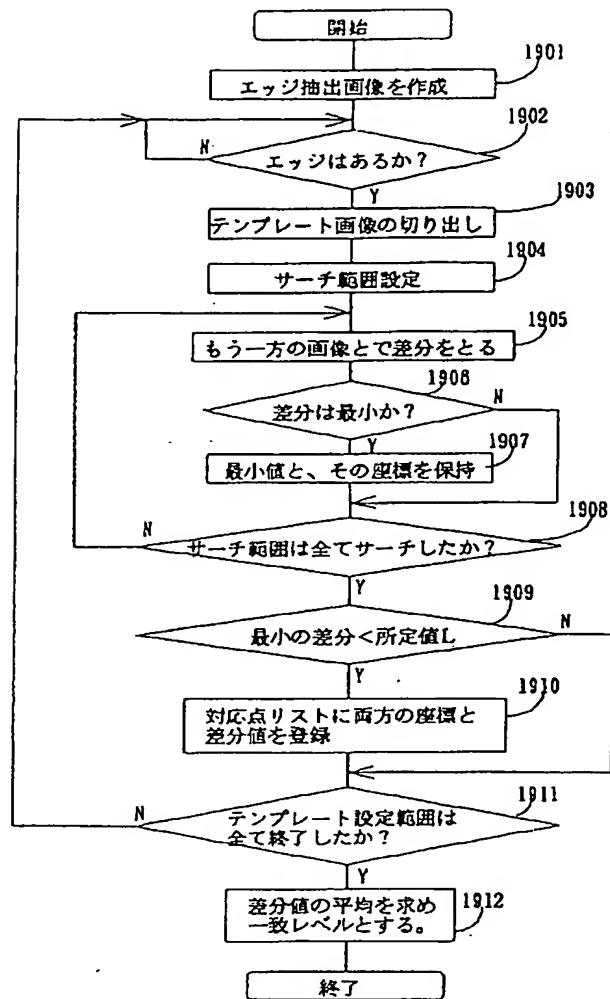 開始
1901
エッジ抽出画像を作成
1902
N
エッジはあるか?
Y
1903
テンプレート画像の切り出し
1904
サーチ範囲設定
1905
もう一方の画像とで差分をとる
1906
N
差分は最小か?
Y
1907
最小値と、その座標を保持
1908
N
サーチ範囲は全てサーチしたか?
Y
1909
最小の差分<所定値L
N
Y
1910
対応点リストに両方の座標と
差分値を登録
1911
N
テンプレート設定範囲は
全て終了したか?
Y
差分値の平均を求め
一致レベルとする。
1912
終了